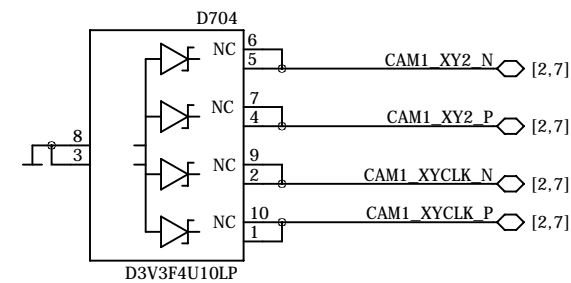 D704
NC 6
5 CAM1_XY2_N [2,7]
NC 7
4 CAM1_XY2_P [2,7]
8
3
NC 9
2 CAM1_XYCLK_N [2,7]
NC 10 CAM1_XYCLK_P [2,7]
1
D3V3F4U10LP